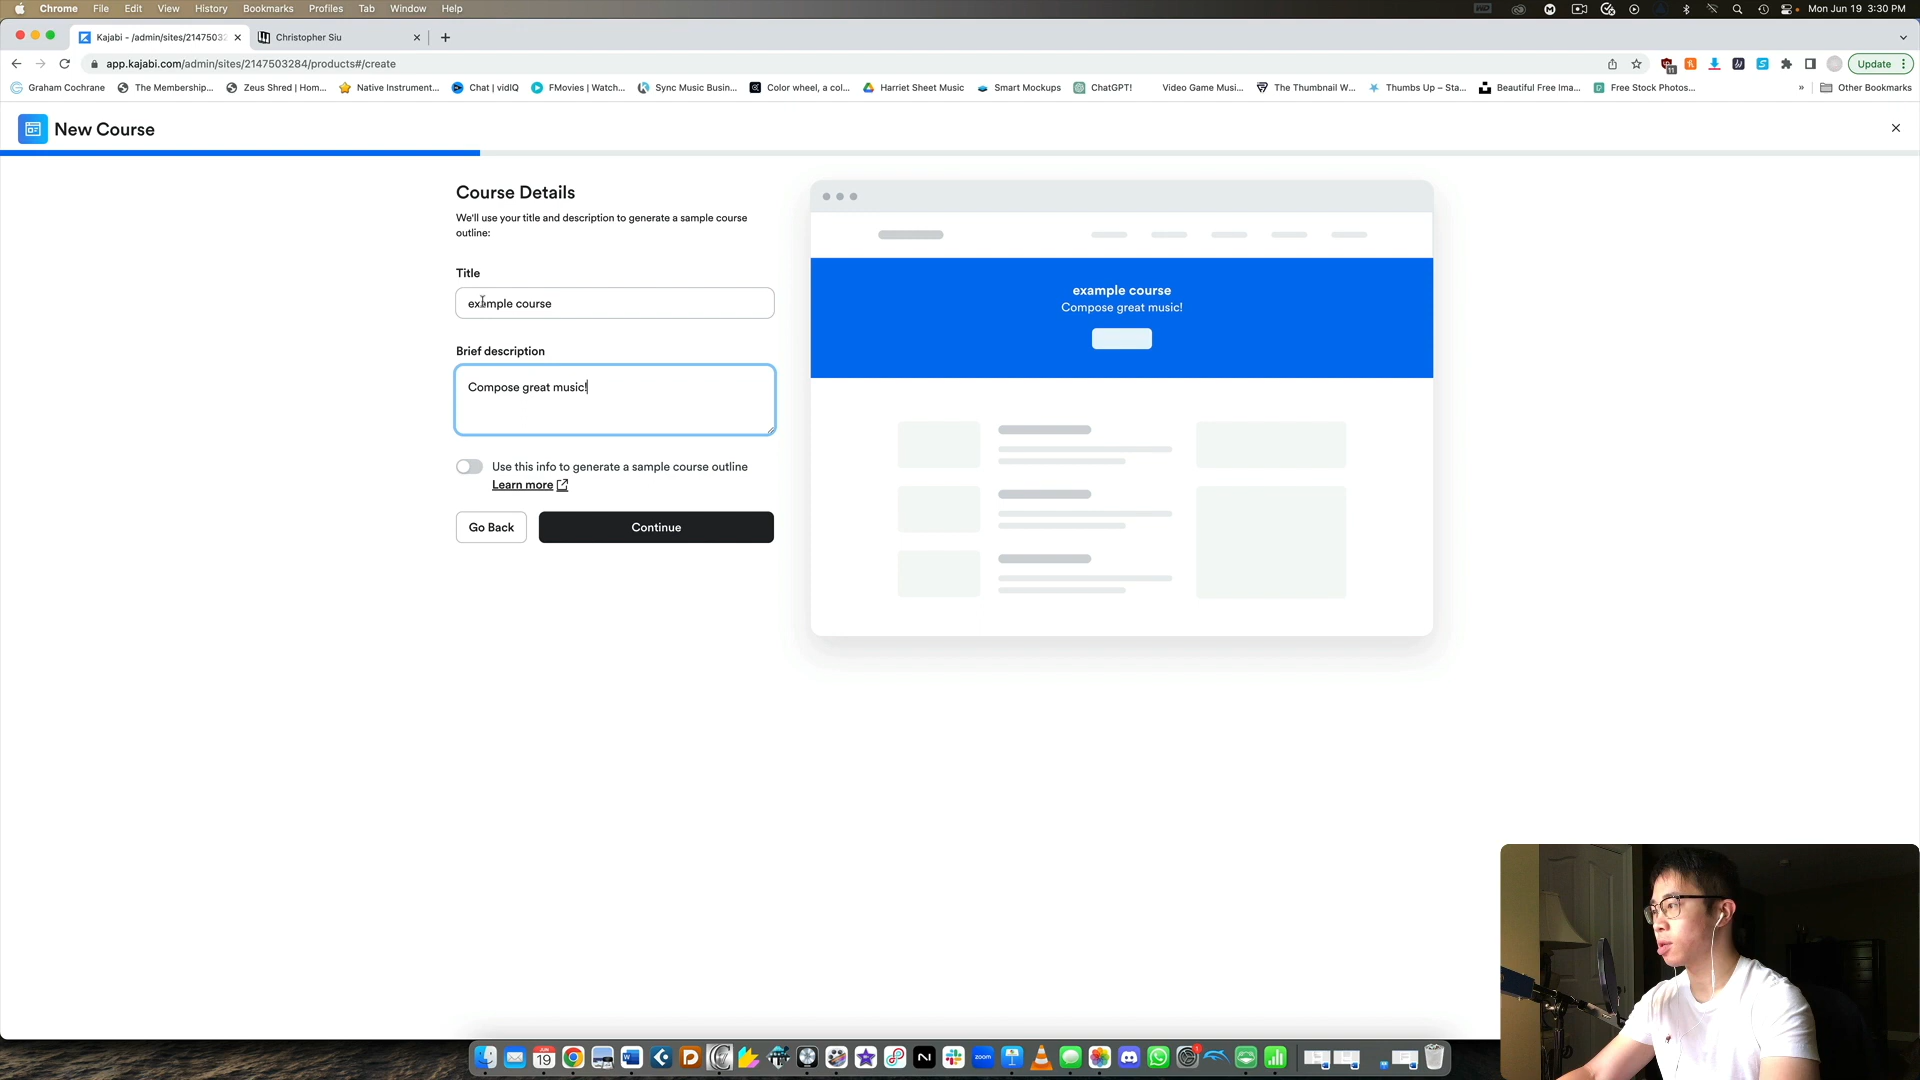 Chrome File Edit View History Bookmarks Profiles Tab Window Help
Mon Jun 19 3:30 PM
Kajabi - /admin/sites/2147503
Christopher Siu
app.kajabi.com/admin/sites/2147503284/products#/create
Update
Graham Cochrane
The Membership...
Zeus Shred | Hom...
Native Instrument...
Chat | vidIQ
FMovies | Watch...
Sync Music Busin...
Color wheel, a col...
Harriet Sheet Music
Smart Mockups
ChatGPT!
Video Game Musi...
The Thumbnail W...
Thumbs Up – Sta...
Beautiful Free Ima...
Free Stock Photos...
Other Bookmarks
New Course
Course Details
We'll use your title and description to generate a sample course
outline:
Title
example course
Brief description
Compose great music!
Use this info to generate a sample course outline
Learn more
Go Back
Continue
example course
Compose great music!
19
zoom